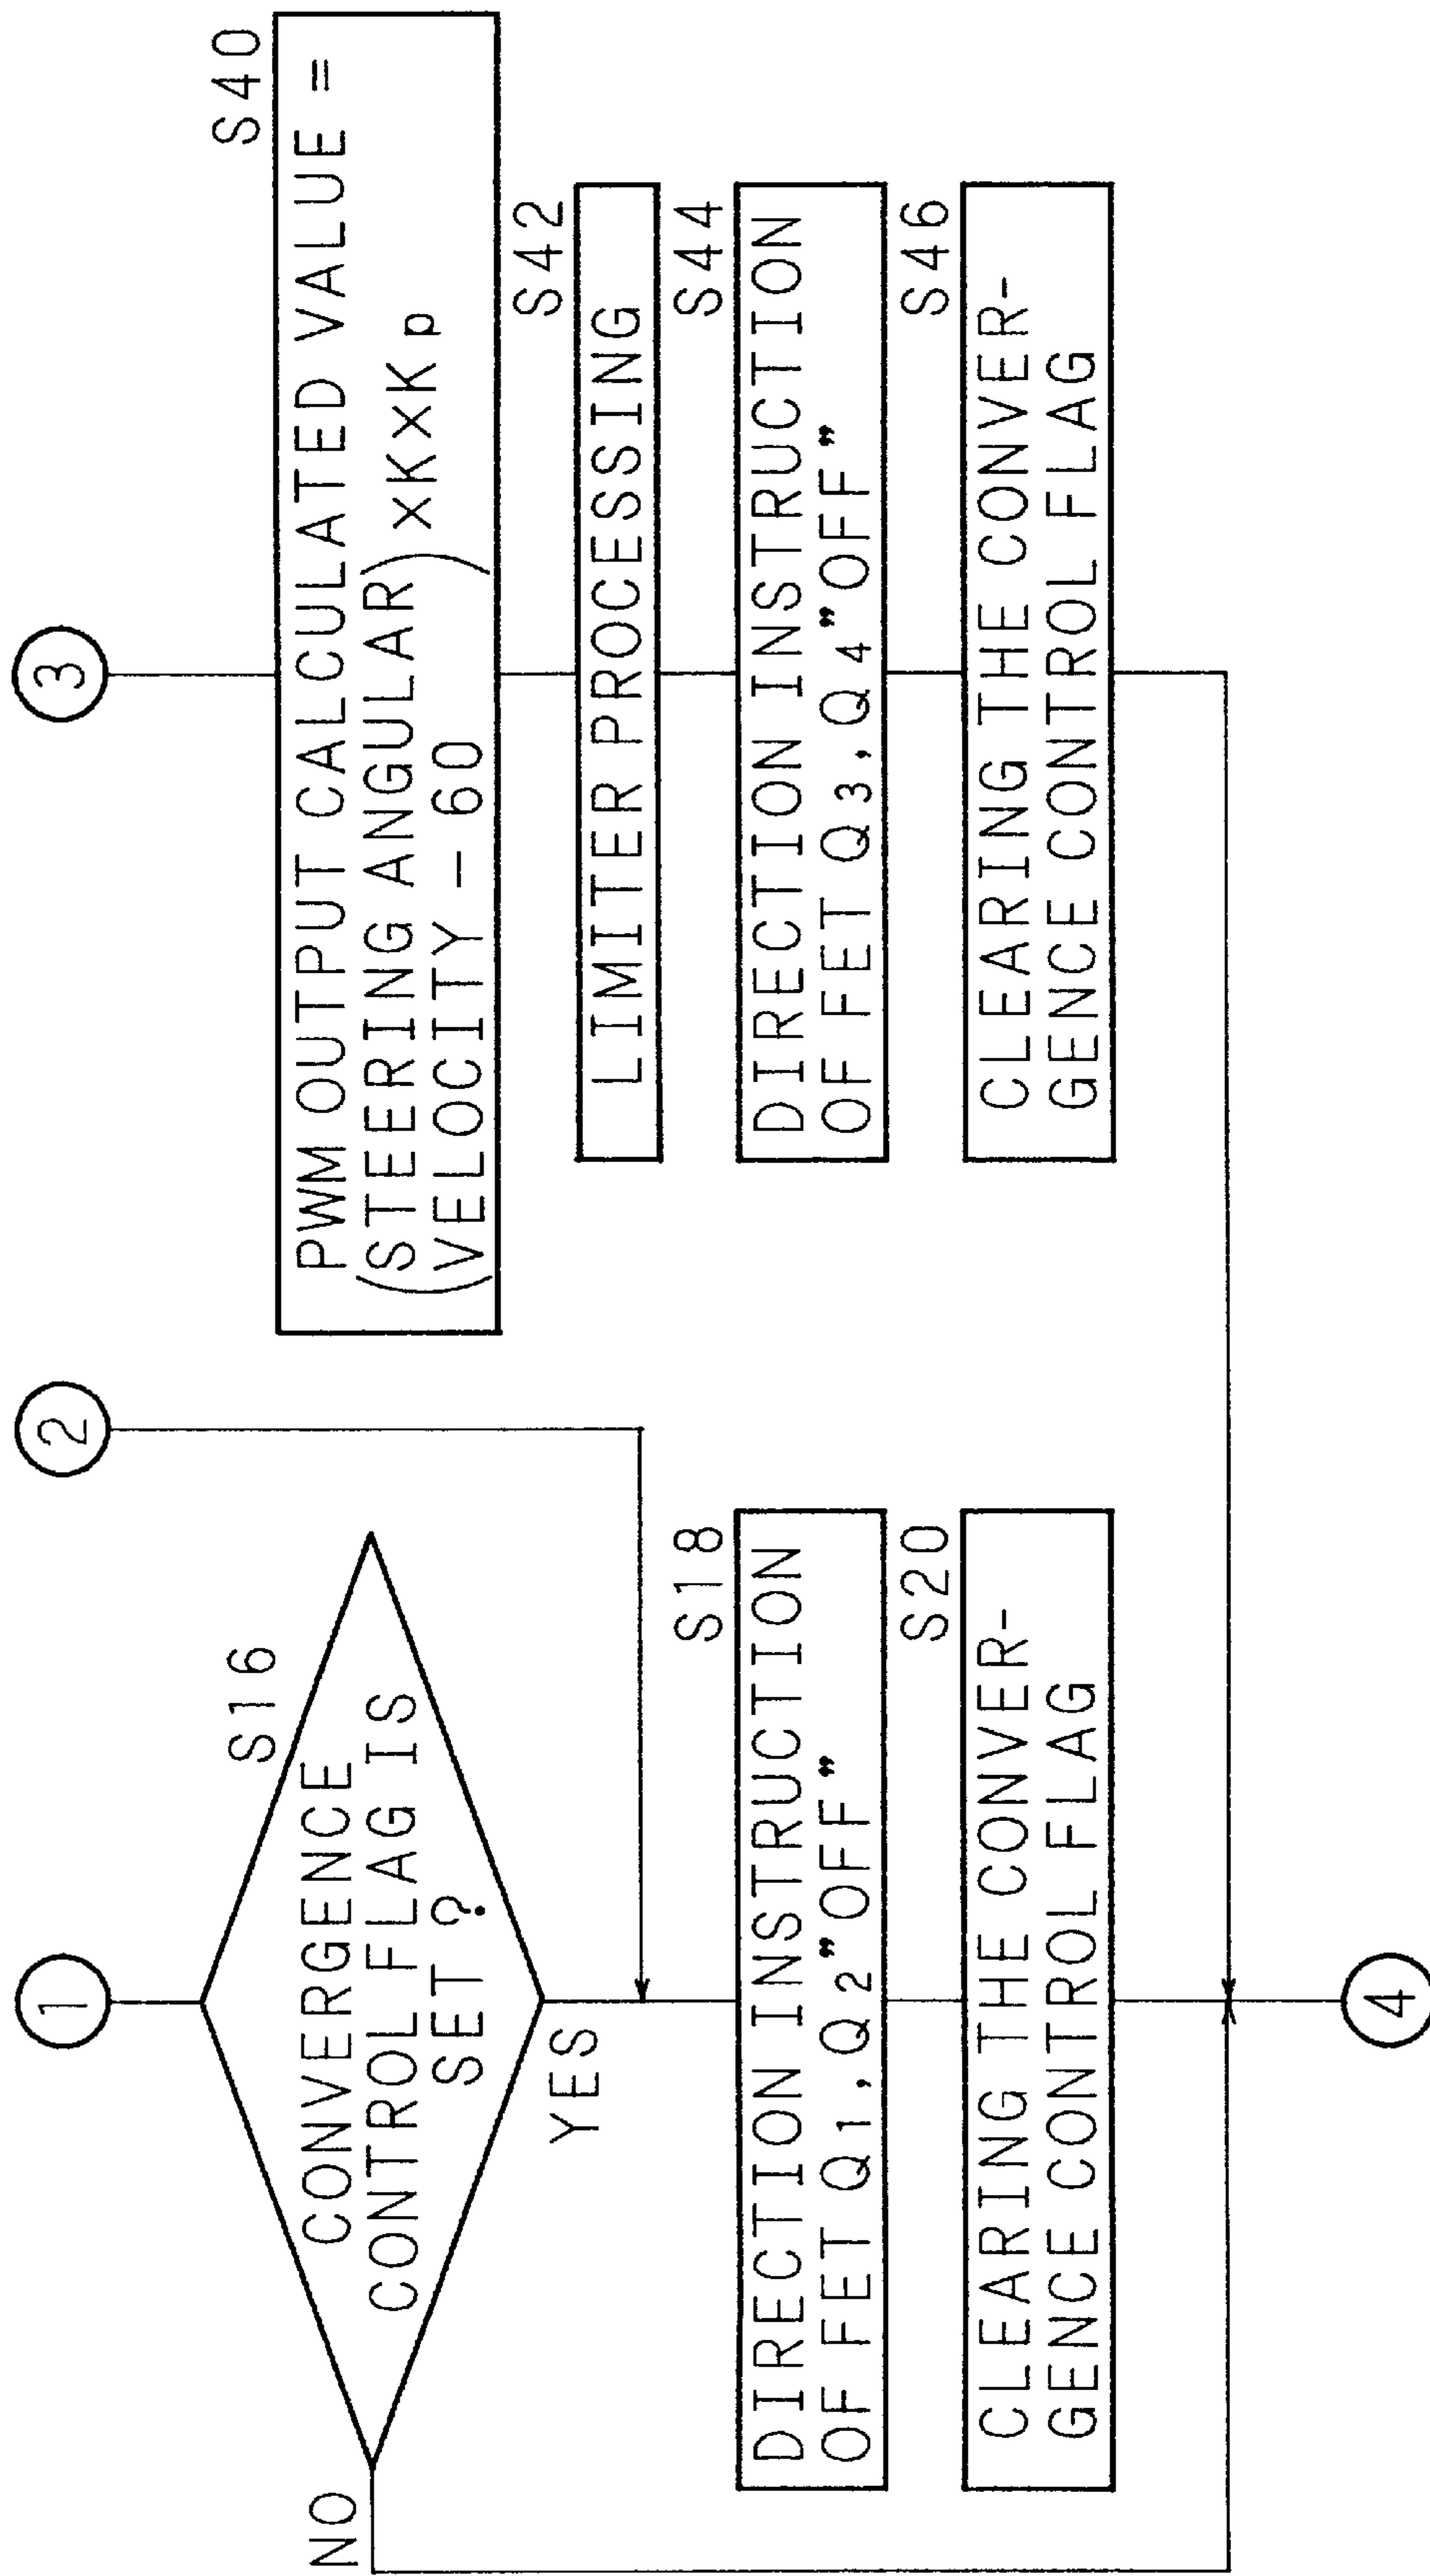 1
S16
CONVERGENCE
CONTROL FLAG IS
SET ?
NO
YES
2
S18
DIRECTION INSTRUCTION
OF FET Q1,Q2"OFF"
S20
CLEARING THE CONVER-
GENCE CONTROL FLAG
3
S40
PWM OUTPUT CALCULATED VALUE =
(STEERING ANGULAR
VELOCITY - 60) ×K×Kp
S42
LIMITER PROCESSING
S44
DIRECTION INSTRUCTION
OF FET Q3,Q4"OFF"
S46
CLEARING THE CONVER-
GENCE CONTROL FLAG
4